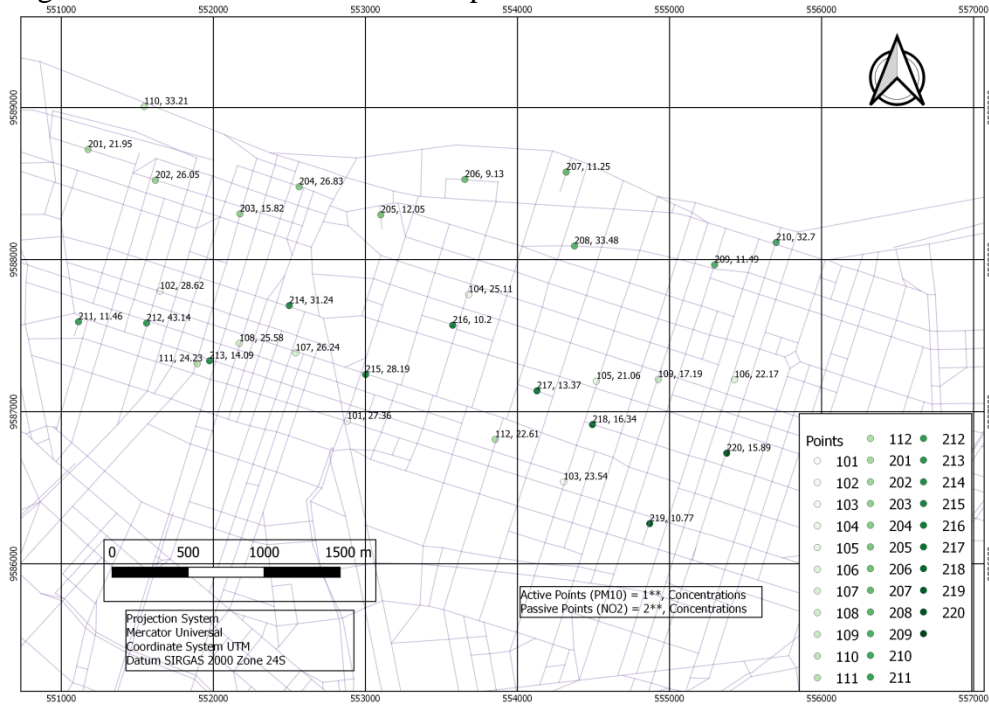 551000 552000 553000 554000 555000 556000 557000
9589000
110, 33.21
201, 21.95
202, 26.05
203, 15.82
204, 26.83
205, 12.05
206, 9.13
207, 11.25
208, 33.48
210, 32.7
209, 11.49
9588000
102, 28.62
104, 25.11
211, 11.46
212, 43.14
214, 31.24
216, 10.2
108, 25.58
107, 26.24
111, 24.23
213, 14.09
215, 28.19
105, 21.06
109, 17.19
106, 22.17
217, 13.37
9587000
101, 27.36
112, 22.61
218, 16.34
220, 15.89
103, 23.54
219, 10.77
9586000
0 500 1000 1500 m
Projection System
Mercator Universal
Coordinate System UTM
Datum SIRGAS 2000 Zone 24S
Active Points (PM10) = 1**, Concentrations
Passive Points (NO2) = 2**, Concentrations
Points 112 212
101 201 213
102 202 214
103 203 215
104 204 216
105 205 217
106 206 218
107 207 219
108 208 220
109 209
110 210
111 211
551000 552000 553000 554000 555000 556000 557000